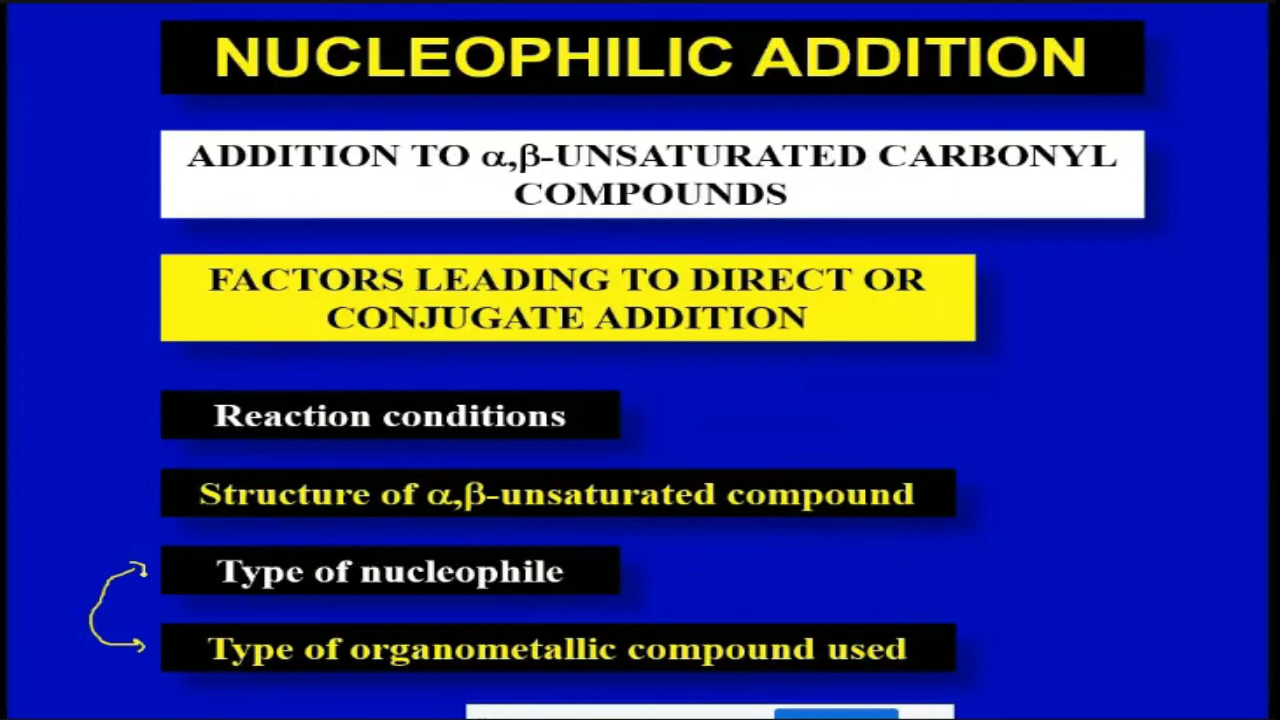 NUCLEOPHILIC ADDITION
ADDITION TO α,β-UNSATURATED CARBONYL
COMPOUNDS
FACTORS LEADING TO DIRECT OR
CONJUGATE ADDITION
Reaction conditions
Structure of α,β-unsaturated compound
Type of nucleophile
Type of organometallic compound used